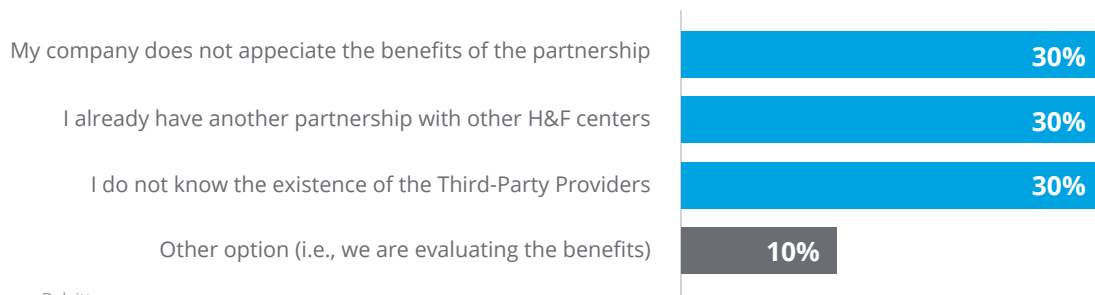 My company does not appeciate the benefits of the partnership 30%
I already have another partnership with other H&F centers 30%
I do not know the existence of the Third-Party Providers 30%
Other option (i.e., we are evaluating the benefits) 10%